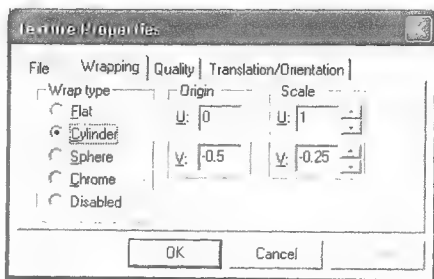 Texture Properties
File Wrapping Quality Translation/Orientation
Wrap type Origin Scale
Flat U: 0 U: 1
Cylinder
Sphere V: -0.5 V: -0.25
Chrome
Disabled
OK Cancel